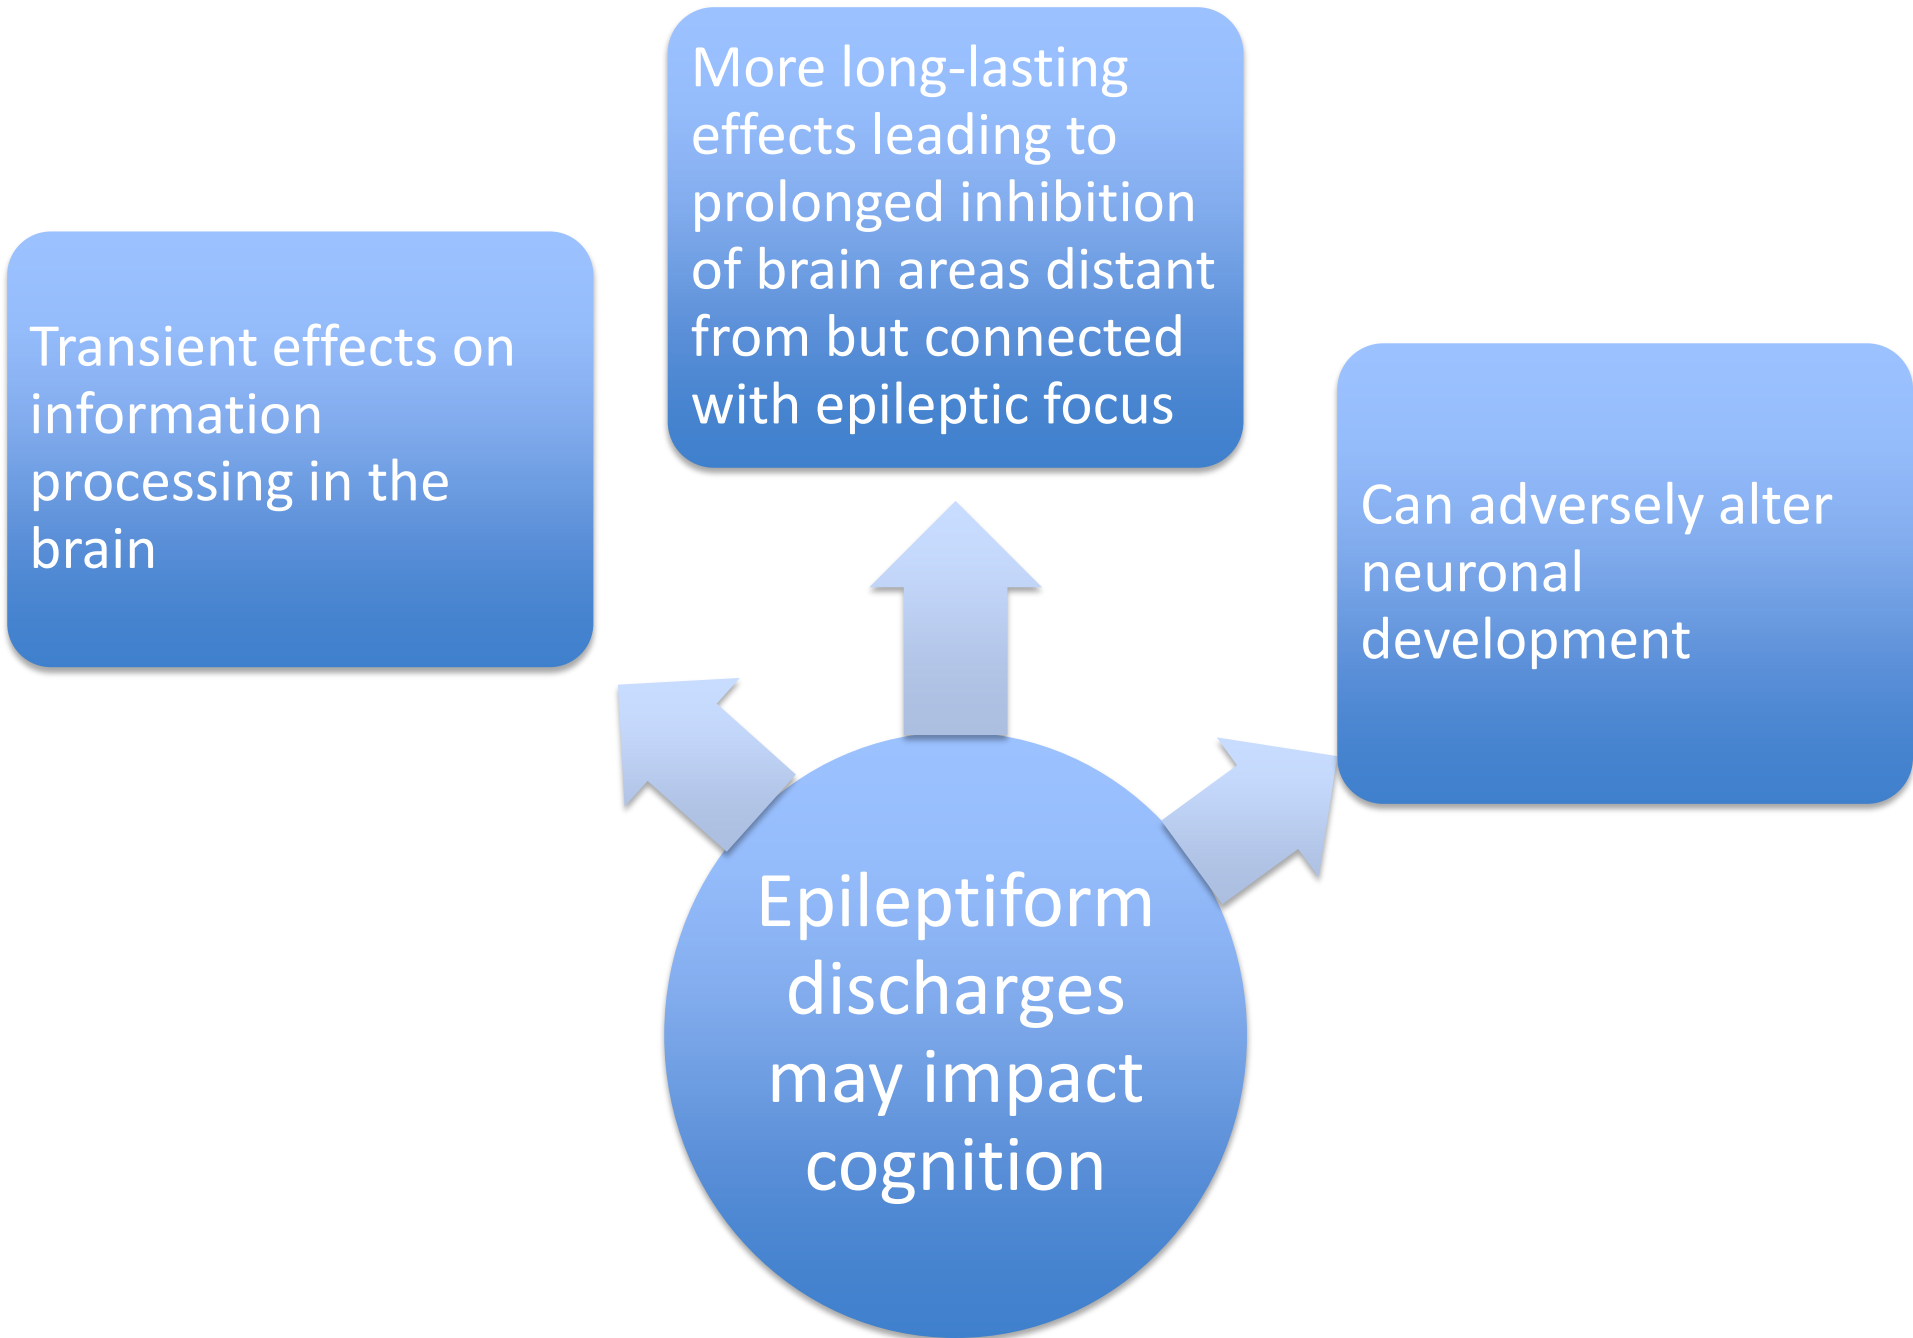 Transient effects on
information
processing in the
brain
More long-lasting
effects leading to
prolonged inhibition
of brain areas distant
from but connected
with epileptic focus
Can adversely alter
neuronal
development
Epileptiform
discharges
may impact
cognition